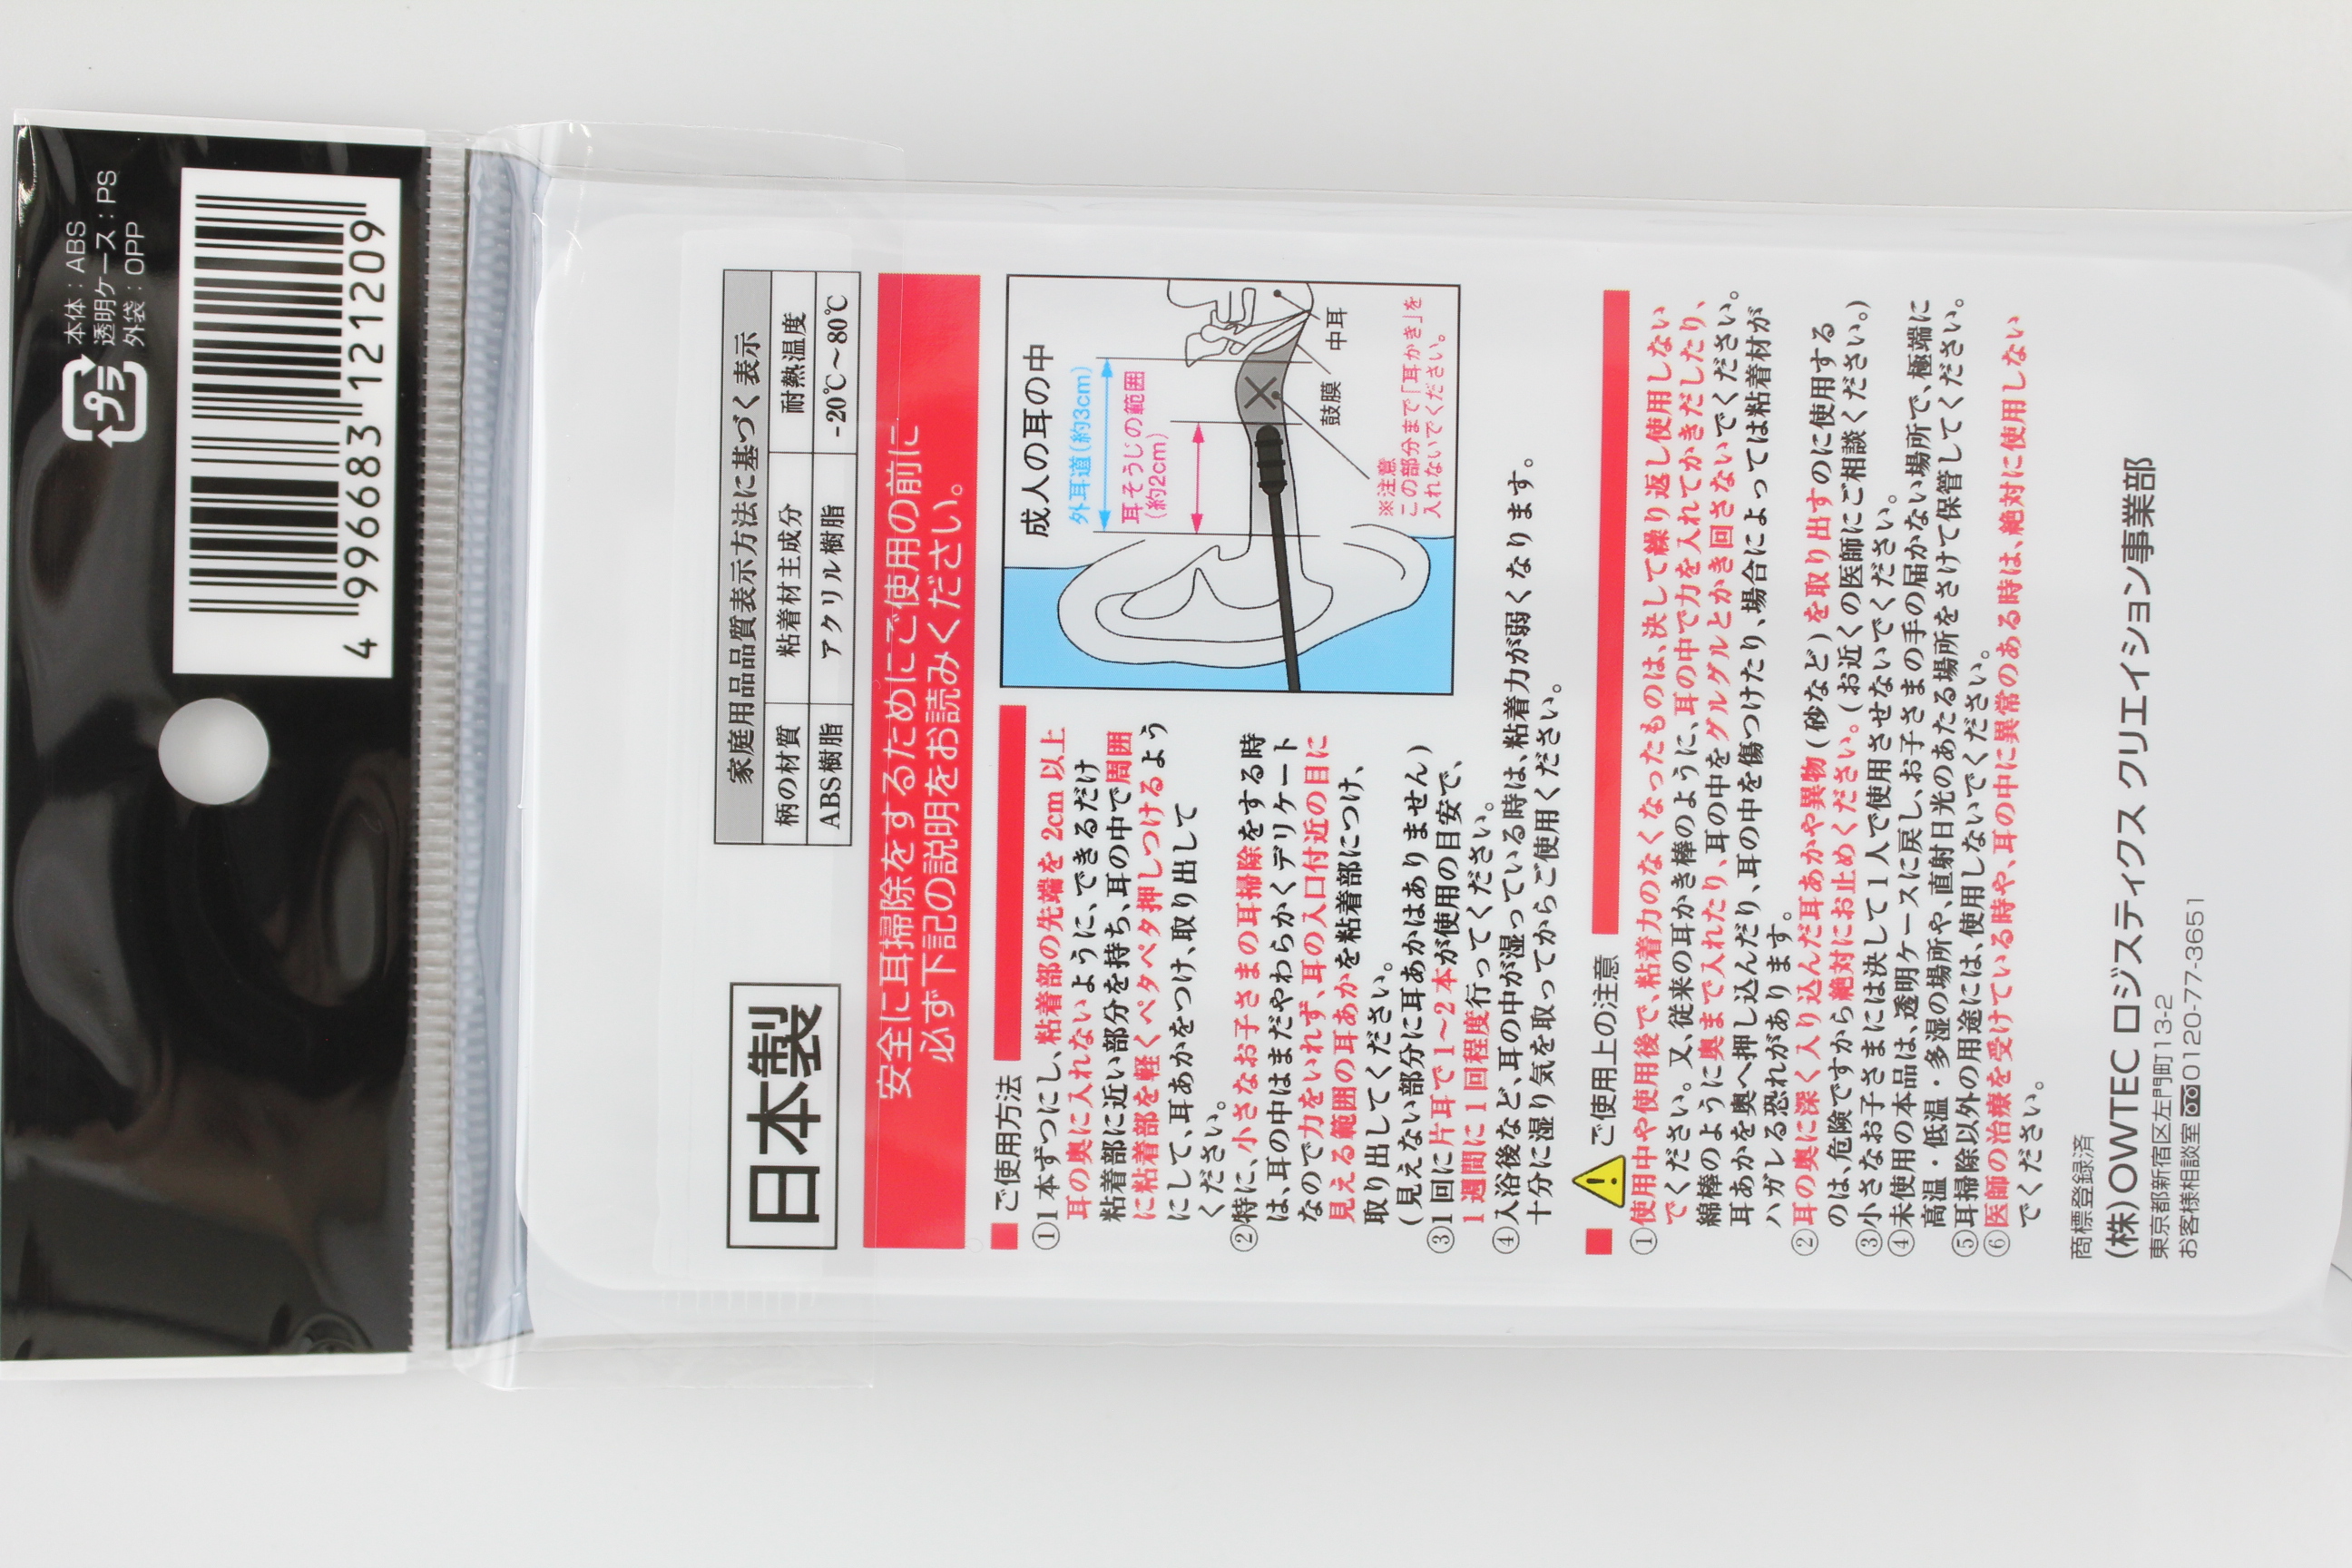 本体：ABS
透明ケース：PS
外袋：OPP
プラ
4 996683 121209
日本製
家庭用品品質表示方法に基づく表示
柄の材質 粘着材主成分 耐熱温度
ABS樹脂 アクリル樹脂 -20℃～80℃
安全に耳掃除をするためにご使用の前に
必ず下記の説明をお読みください。
■ご使用方法
①1本ずつにし、粘着部の先端を2cm以上
耳の奥に入れないように、できるだけ
粘着部に近い部分を持ち、耳の中で周囲
に粘着部を軽くペタペタ押しつけるよう
にして、耳あかをつけ、取り出して
ください。
②特に、小さなお子さまの耳掃除をする時
は、耳の中はまだやわらかくデリケート
なので力をいれず、耳の入口付近の目に
見える範囲の耳あかを粘着部につけ、
取り出してください。
(見えない部分に耳あかはありません)
③1回に片耳で1～2本が使用の目安で、
1週間に1回程度行ってください。
④入浴後など、耳の中が湿っている時は、粘着力が弱くなります。
十分に湿り気を取ってからご使用ください。
成人の耳の中
外耳道(約3cm)
耳そうじの範囲
(約2cm)
鼓膜
中耳
※注意
この部分まで「耳かき」を
入れないでください。
■ご使用上の注意
①使用中や使用後で、粘着力のなくなったものは、決して繰り返し使用しない
でください。又、従来の耳かき棒のように、耳の中で力を入れてかきだしたり、
綿棒のように奥まで入れたり、耳の中をグルグルとかき回さないでください。
耳あかを奥へ押し込んだり、耳の中を傷つけたり、場合によっては粘着材が
ハガレる恐れがあります。
②耳の奥に深く入り込んだ耳あかや異物(砂など)を取り出すのに使用する
のは、危険ですから絶対にお止めください。(お近くの医師にご相談ください。)
③小さなお子さまには決して1人で使用させないでください。
④未使用の本品は、透明ケースに戻し、お子さまの手の届かない場所で、極端に
高温・低温・多湿の場所や、直射日光のあたる場所をさけて保管してください。
⑤耳掃除以外の用途には、使用しないでください。
⑥医師の治療を受けている時や、耳の中に異常のある時は、絶対に使用しない
でください。
商標登録済
(株)OWTEC ロジスティクス クリエイション事業部
東京都新宿区左門町13-2
お客様相談室 0120-77-3651